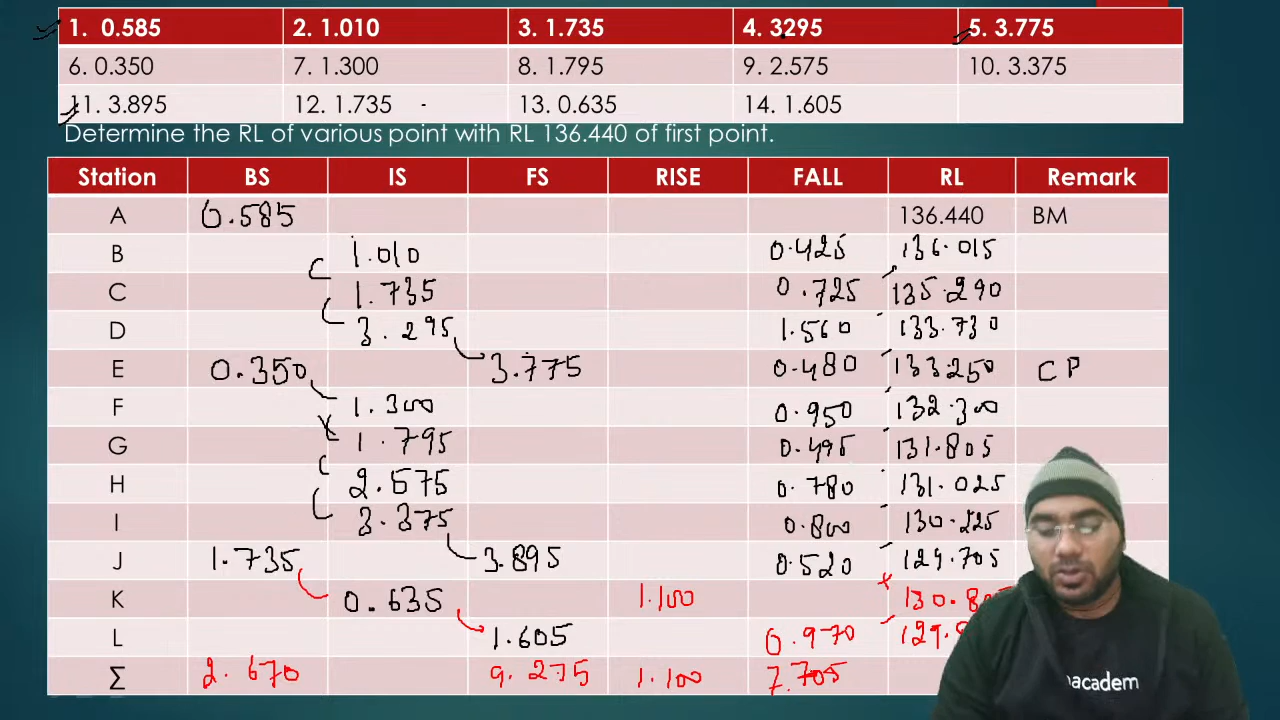 1. 0.585 2. 1.010 3. 1.735 4. 3295 5. 3.775
6. 0.350 7. 1.300 8. 1.795 9. 2.575 10. 3.375
11. 3.895 12. 1.735 13. 0.635 14. 1.605
Determine the RL of various point with RL 136.440 of first point.
Station BS IS FS RISE FALL RL Remark
A 0.585 136.440 BM
B 1.010 0.425 136.015
C 1.735 0.725 135.290
D 3.295 1.560 133.730
E 0.350 3.775 0.480 133.250 CP
F 1.300 0.950 132.300
G 1.795 0.495 131.805
H 2.575 0.780 131.025
I 3.375 0.800 130.225
J 1.735 3.895 0.520 129.705
K 0.635 1.100 130.805
L 1.605 0.970
Σ 2.670 9.275 1.100 7.705
nacadem